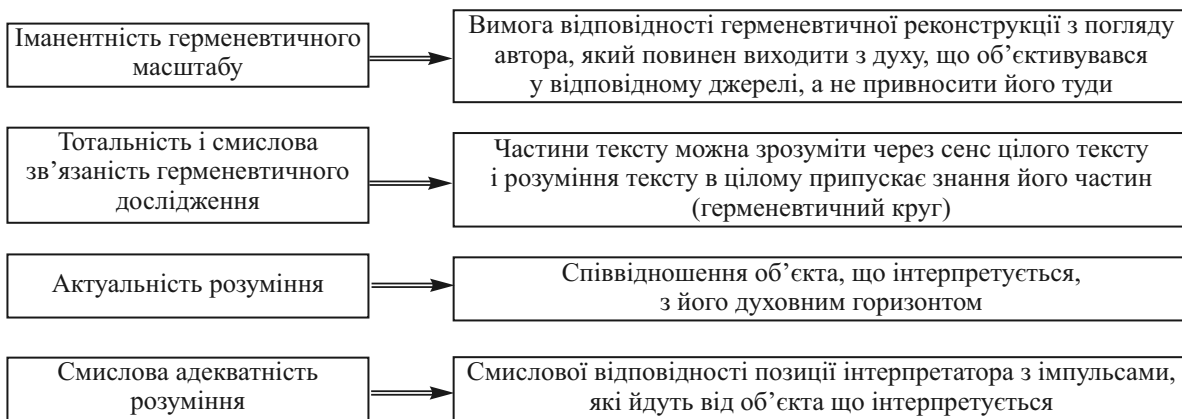 Іманентність герменевтичного
масштабу
Вимога відповідності герменевтичної реконструкції з погляду
автора, який повинен виходити з духу, що об’єктивувався
у відповідному джерелі, а не привносити його туди
Тотальність і смислова
зв’язаність герменевтичного
дослідження
Частини тексту можна зрозуміти через сенс цілого тексту
і розуміння тексту в цілому припускає знання його частин
(герменевтичний круг)
Актуальність розуміння
Співвідношення об’єкта, що інтерпретується,
з його духовним горизонтом
Смислова адекватність
розуміння
Смислової відповідності позиції інтерпретатора з імпульсами,
які йдуть від об’єкта що інтерпретується